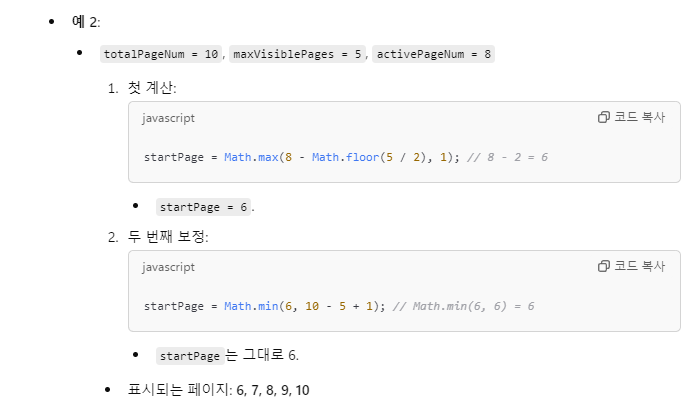 예 2:
totalPageNum = 10, maxVisiblePages = 5, activePageNum = 8
1. 첫 계산:
javascript 코드 복사
startPage = Math.max(8 - Math.floor(5 / 2), 1); // 8 - 2 = 6
startPage = 6.
2. 두 번째 보정:
javascript 코드 복사
startPage = Math.min(6, 10 - 5 + 1); // Math.min(6, 6) = 6
startPage는 그대로 6.
표시되는 페이지: 6, 7, 8, 9, 10